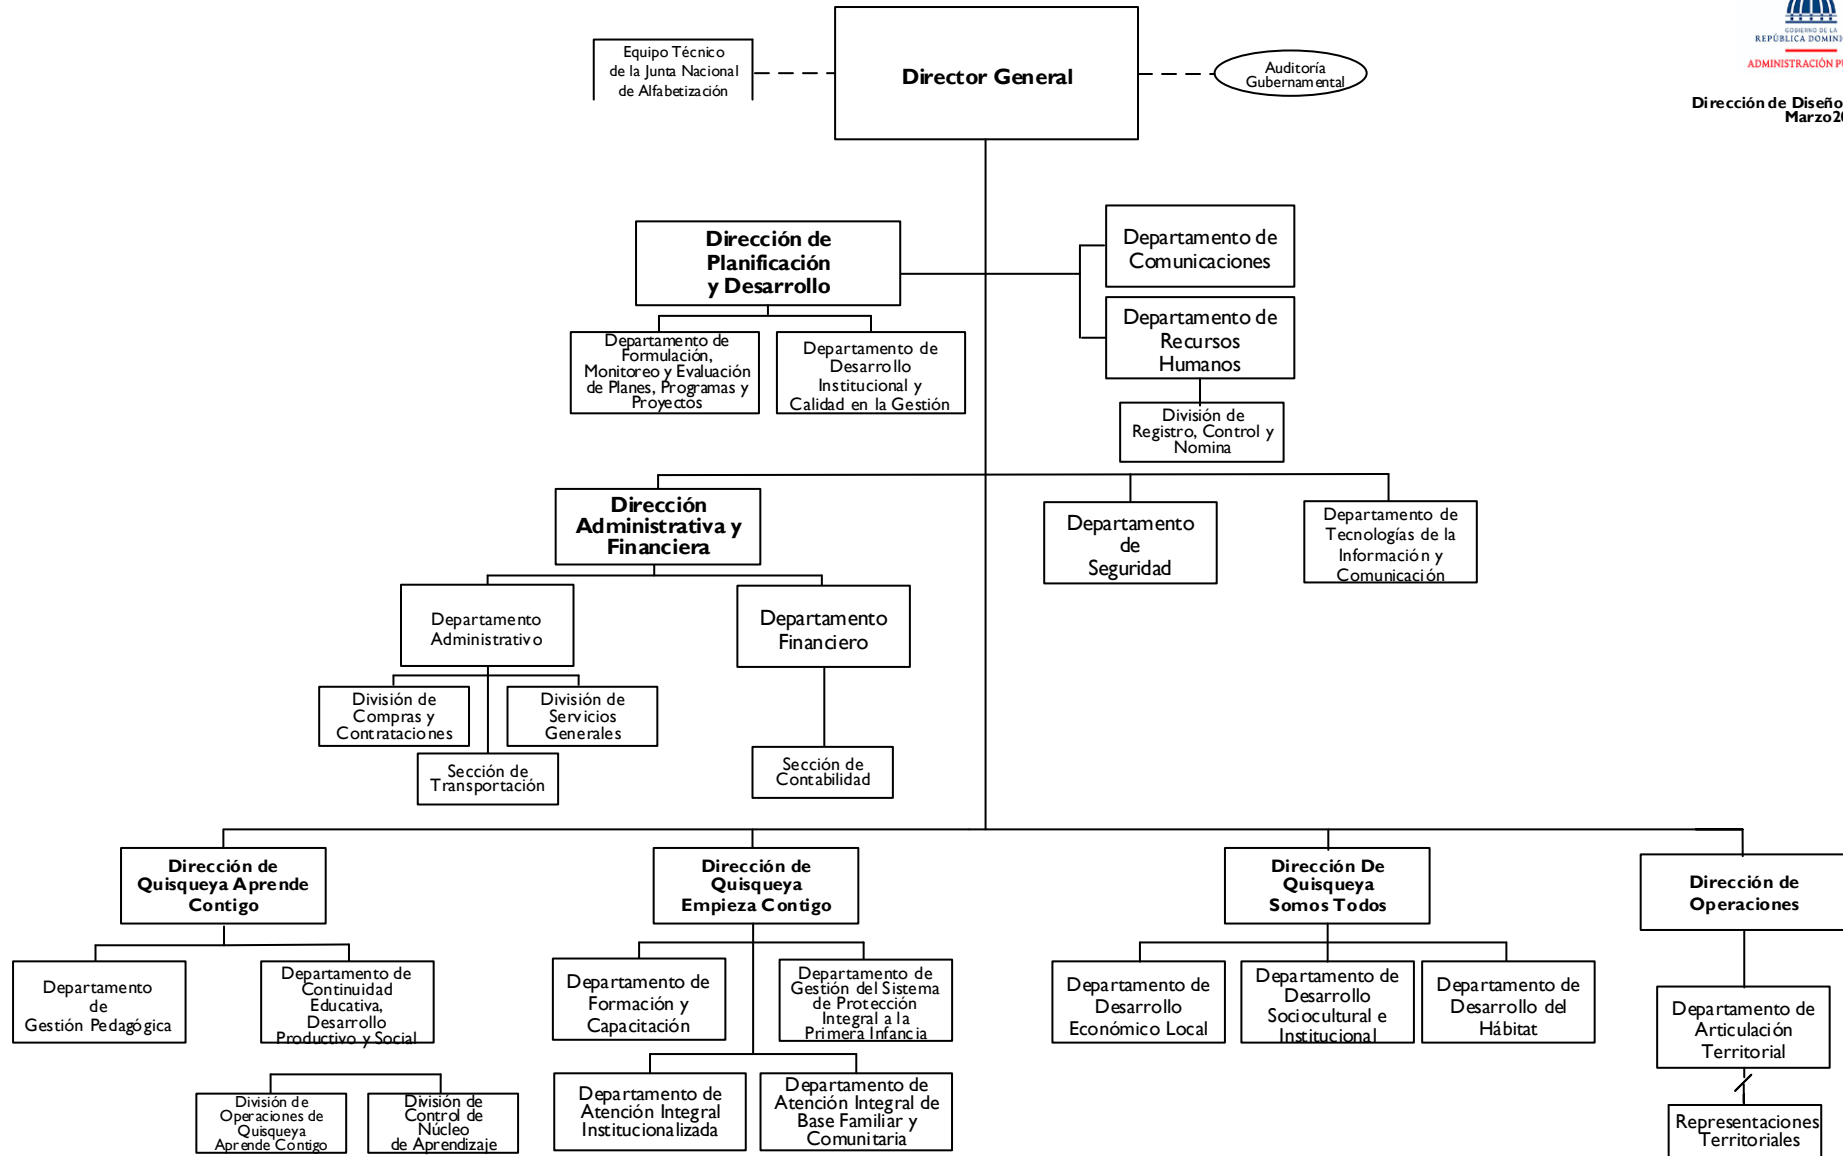 GOBIERNO DE LA
REPÚBLICA DOMINI
ADMINISTRACIÓN PÚ
Dirección de Diseño
Marzo 20
Equipo Técnico
de la Junta Nacional
de Alfabetización
Director General
Auditoría
Gubernamental
Dirección de
Planificación
y Desarrollo
Departamento de
Comunicaciones
Departamento de
Recursos
Humanos
Departamento de
Formulación,
Monitoreo y Evaluación
de Planes, Programas y
Proyectos
Departamento de
Desarrollo
Institucional y
Calidad en la Gestión
División de
Registro, Control y
Nomina
Dirección
Administrativa y
Financiera
Departamento
de
Seguridad
Departamento de
Tecnologías de la
Información y
Comunicación
Departamento
Administrativo
Departamento
Financiero
División de
Compras y
Contrataciones
División de
Servicios
Generales
Sección de
Transportación
Sección de
Contabilidad
Dirección de
Quisqueya Aprende
Contigo
Dirección de
Quisqueya
Empieza Contigo
Dirección De
Quisqueya
Somos Todos
Dirección de
Operaciones
Departamento
de
Gestión Pedagógica
Departamento de
Continuidad
Educativa,
Desarrollo
Productivo y Social
Departamento de
Formación y
Capacitación
Departamento de
Gestión del Sistema
de Protección
Integral a la
Primera Infancia
Departamento de
Desarrollo
Económico Local
Departamento de
Desarrollo
Sociocultural e
Institucional
Departamento de
Desarrollo del
Hábitat
Departamento de
Articulación
Territorial
División de
Operaciones de
Quisqueya
Aprende Contigo
División de
Control de
Núcleo
de Aprendizaje
Departamento de
Atención Integral
Institucionalizada
Departamento de
Atención Integral de
Base Familiar y
Comunitaria
Representaciones
Territoriales